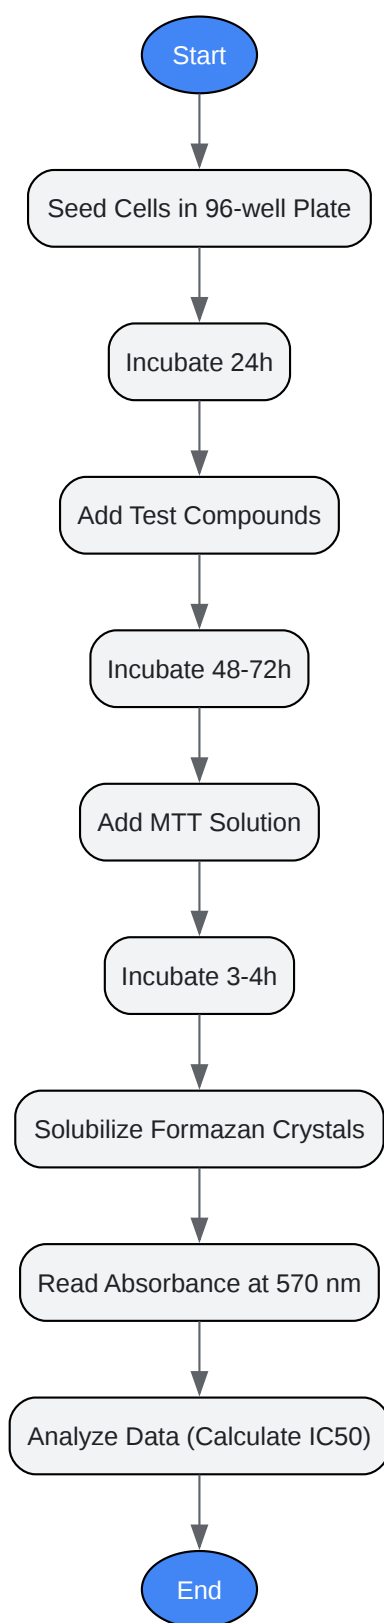 Start
Seed Cells in 96-well Plate
Incubate 24h
Add Test Compounds
Incubate 48-72h
Add MTT Solution
Incubate 3-4h
Solubilize Formazan Crystals
Read Absorbance at 570 nm
Analyze Data (Calculate IC50)
End